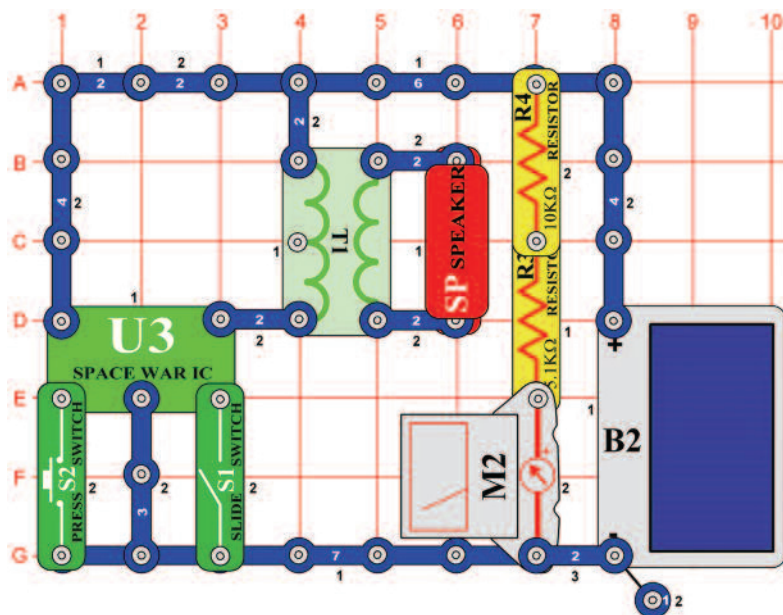 1 2 3 4 5 6 7 8 9 10
A
B
C
D
E
F
G
1 2 1
2 2 6
2 2
2 2
4 2
4 2
1
1
2
2
2
2
2
1
1
1
T1
SP SPEAKER
R4 RESISTOR 10KΩ
2
R3 RESISTOR 5.1KΩ
1
U3
SPACE WAR IC
S2 PRESS SWITCH
2
3 2
S1 SLIDE SWITCH
2
M2
+
2
B2
+
-
7
1
2
3
1 2